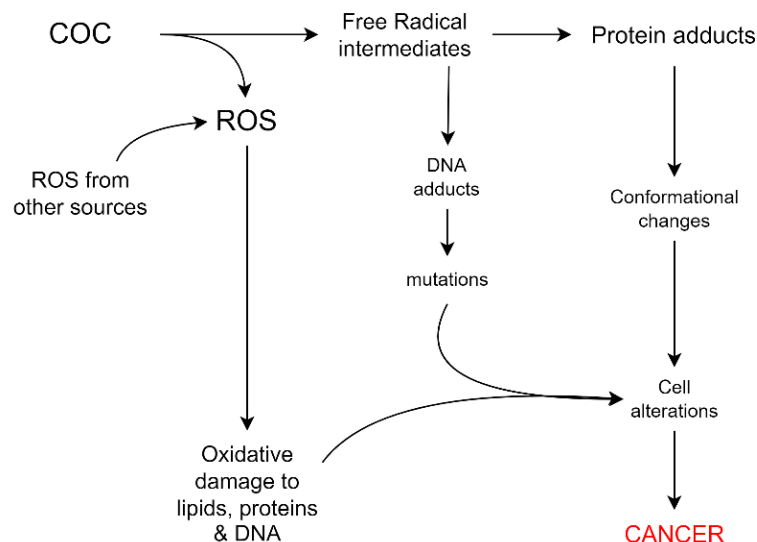 COC
Free Radical
intermediates
Protein adducts
ROS
ROS from
other sources
DNA
adducts
Conformational
changes
mutations
Cell
alterations
Oxidative
damage to
lipids, proteins
& DNA
CANCER